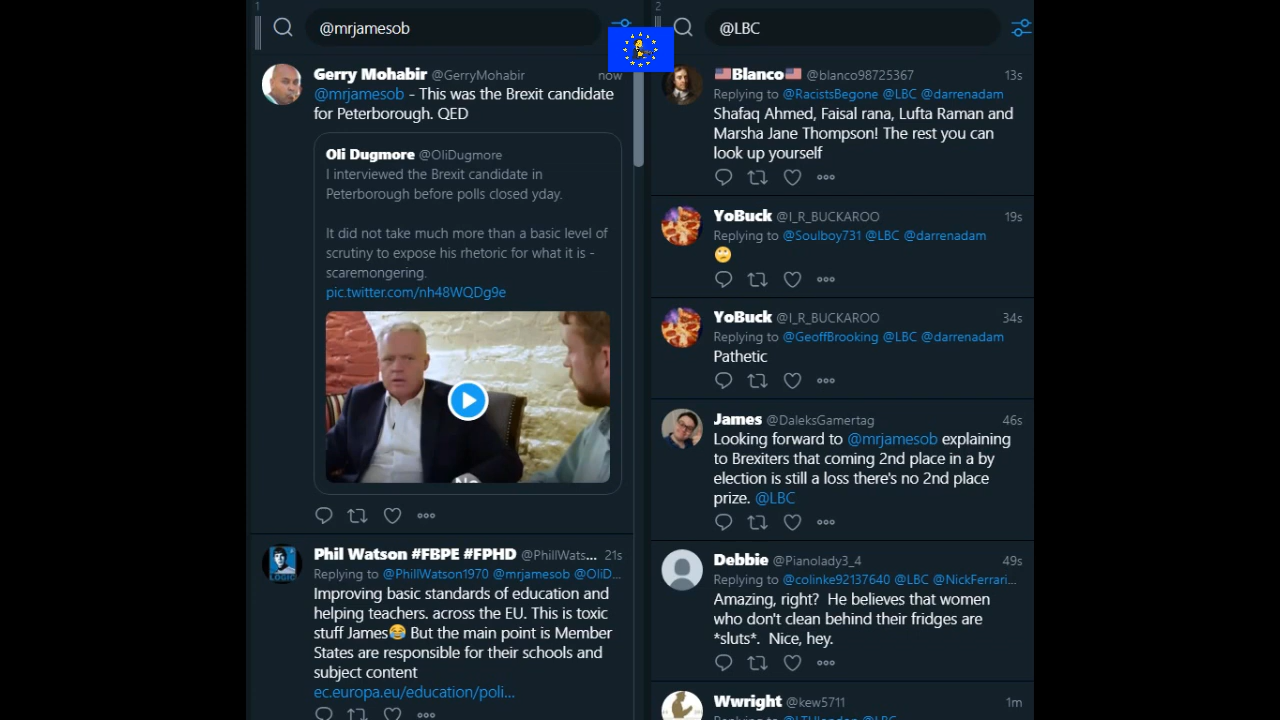 1
@mrjamesob
Gerry Mohabir @GerryMohabir now
@mrjamesob - This was the Brexit candidate
for Peterborough. QED
Oli Dugmore @OliDugmore
I interviewed the Brexit candidate in
Peterborough before polls closed yday.
It did not take much more than a basic level of
scrutiny to expose his rhetoric for what it is -
scaremongering.
pic.twitter.com/nh48WQDg9e
Phil Watson #FBPE #FPHD @PhillWats... 21s
Replying to @PhillWatson1970 @mrjamesob @OliD...
Improving basic standards of education and
helping teachers. across the EU. This is toxic
stuff James😂 But the main point is Member
States are responsible for their schools and
subject content
ec.europa.eu/education/poli...
2
@LBC
🇺🇸Blanco🇺🇸 @blanco98725367 13s
Replying to @RacistsBegone @LBC @darrenadam
Shafaq Ahmed, Faisal rana, Lufta Raman and
Marsha Jane Thompson! The rest you can
look up yourself
YoBuck @I_R_BUCKAROO 19s
Replying to @Soulboy731 @LBC @darrenadam
🙄
YoBuck @I_R_BUCKAROO 34s
Replying to @GeoffBrooking @LBC @darrenadam
Pathetic
James @DaleksGamertag 46s
Looking forward to @mrjamesob explaining
to Brexiters that coming 2nd place in a by
election is still a loss there's no 2nd place
prize. @LBC
Debbie @Pianolady3_4 49s
Replying to @colinke92137640 @LBC @NickFerrari...
Amazing, right? He believes that women
who don't clean behind their fridges are
*sluts*. Nice, hey.
Wwright @kew5711 1m
Replying to @LTHlondon @LBC